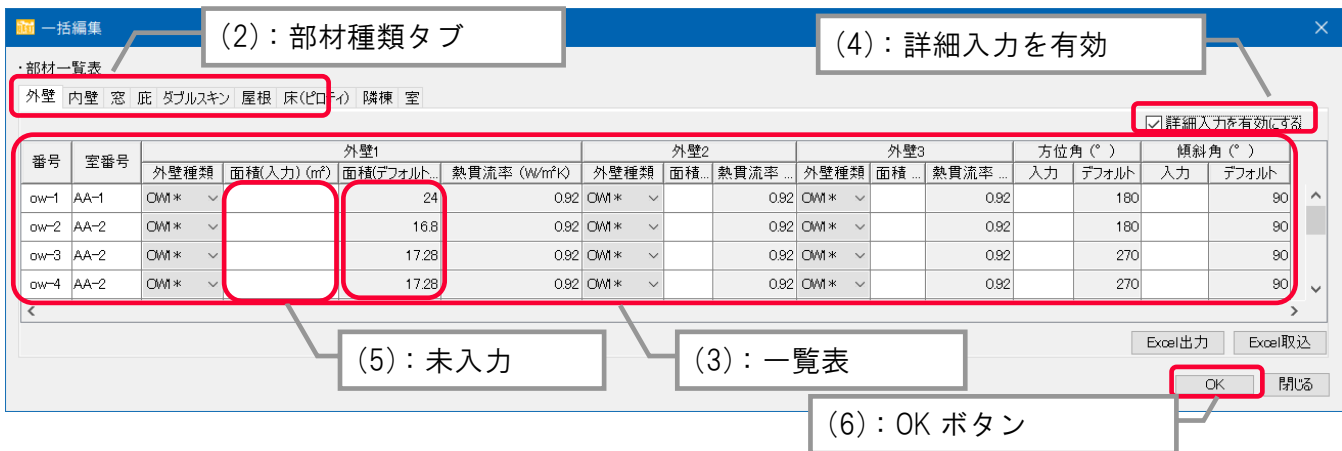 一括編集
(2)：部材種類タブ
(4)：詳細入力を有効
・部材一覧表
外壁 内壁 窓 庇 ダブルスキン 屋根 床(ピロティ) 隣棟 室
詳細入力を有効にする
番号 室番号 外壁1 外壁2 外壁3 方位角(°) 傾斜角(°)
外壁種類 面積(入力)(㎡) 面積(デフォルト... 熱貫流率 (W/㎡K) 外壁種類 面積... 熱貫流率 ... 外壁種類 面積 ... 熱貫流率 ... 入力 デフォルト 入力 デフォルト
ow-1 AA-1 OW1* 24 0.92 OW1* 0.92 OW1* 0.92 180 90
ow-2 AA-2 OW1* 16.8 0.92 OW1* 0.92 OW1* 0.92 180 90
ow-3 AA-2 OW1* 17.28 0.92 OW1* 0.92 OW1* 0.92 270 90
ow-4 AA-2 OW1* 17.28 0.92 OW1* 0.92 OW1* 0.92 270 90
Excel出力 Excel取込
(5)：未入力
(3)：一覧表
OK 閉じる
(6)：OK ボタン